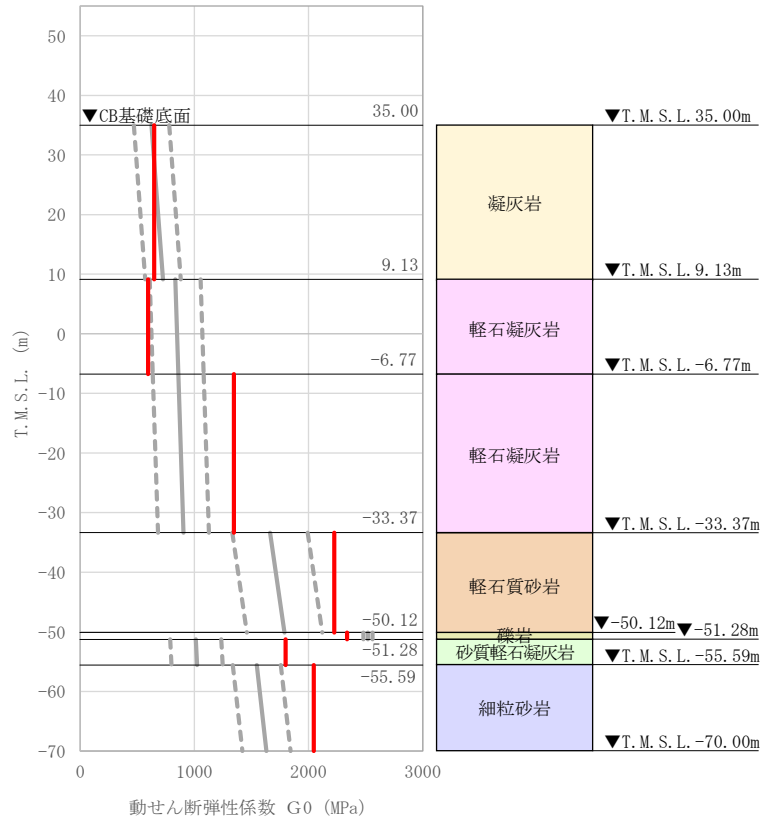 50
40
▼CB基礎底面
35.00
▼T.M.S.L.35.00m
30
凝灰岩
20
10
9.13
▼T.M.S.L.9.13m
軽石凝灰岩
0
T.M.S.L. (m)
-6.77
▼T.M.S.L.-6.77m
-10
軽石凝灰岩
-20
-30
-33.37
▼T.M.S.L.-33.37m
-40
軽石質砂岩
-50
-50.12
▼-50.12m
礫岩
▼-51.28m
-51.28
砂質軽石凝灰岩
▼T.M.S.L.-55.59m
-55.59
-60
細粒砂岩
-70
▼T.M.S.L.-70.00m
0 1000 2000 3000
動せん断弾性係数 G0 (MPa)